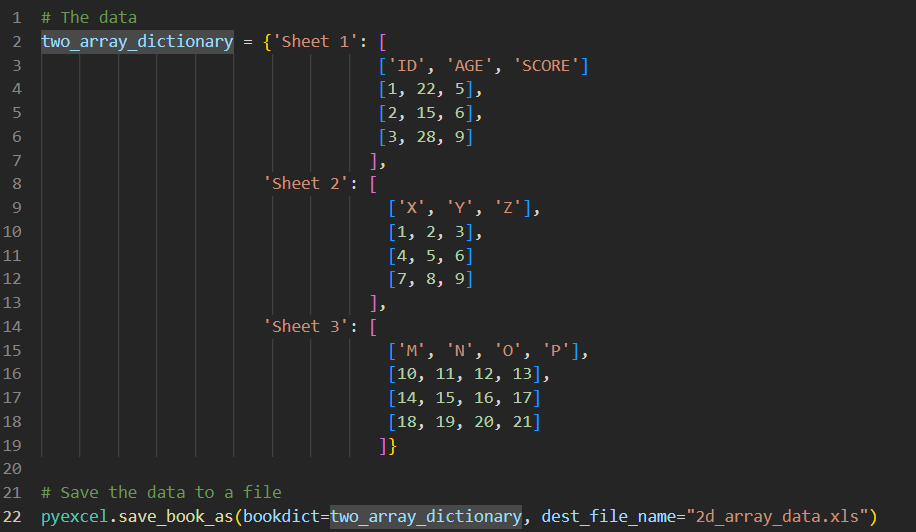 1 # The data
2 two_array_dictionary = {'Sheet 1': [
3 ['ID', 'AGE', 'SCORE']
4 [1, 22, 5],
5 [2, 15, 6],
6 [3, 28, 9]
7 ],
8 'Sheet 2': [
9 ['X', 'Y', 'Z'],
10 [1, 2, 3],
11 [4, 5, 6]
12 [7, 8, 9]
13 ],
14 'Sheet 3': [
15 ['M', 'N', 'O', 'P'],
16 [10, 11, 12, 13],
17 [14, 15, 16, 17]
18 [18, 19, 20, 21]
19 ]}
20
21 # Save the data to a file
22 pyexcel.save_book_as(bookdict=two_array_dictionary, dest_file_name="2d_array_data.xls")